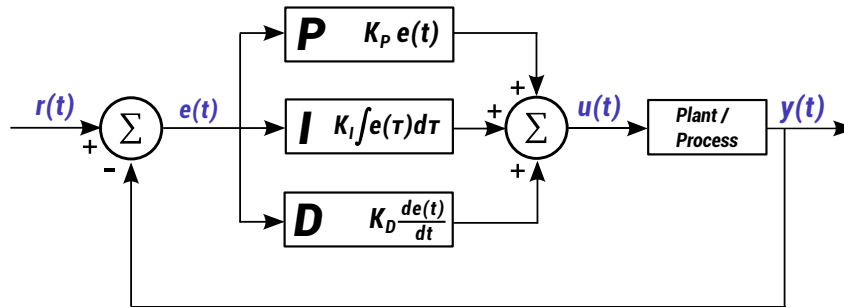 P K_P e(t)
r(t)
+
-
Σ
e(t)
I K_I ∫e(τ)dτ
D K_D de(t)/dt
+
+
+
Σ
u(t)
Plant /
Process
y(t)